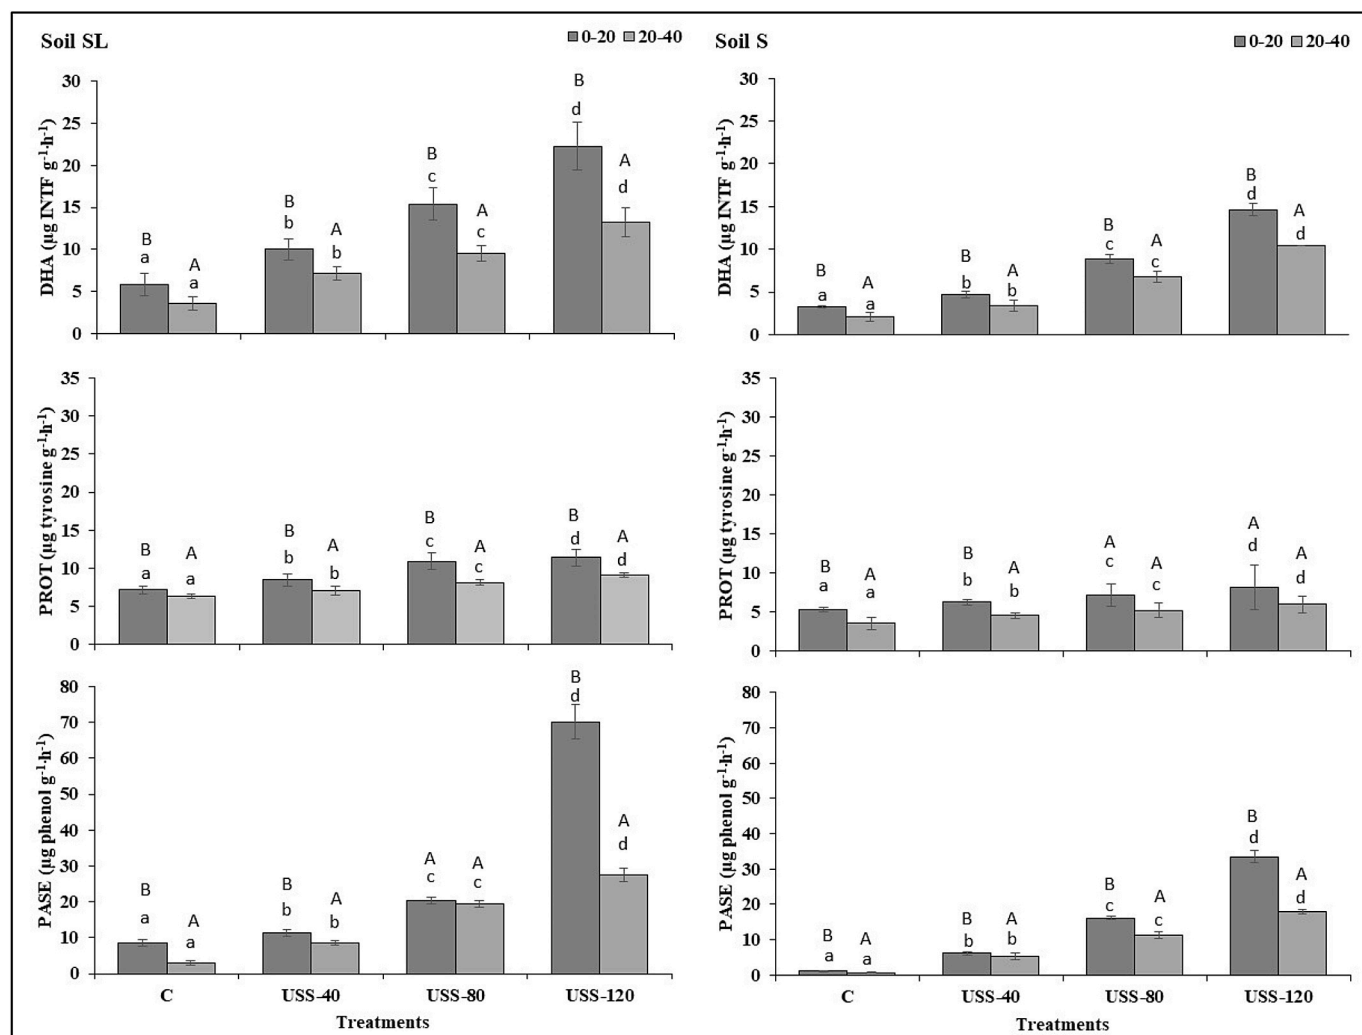 Soil SL
0-20 20-40
30
25
20
15
10
5
0
DHA (µg INTF g⁻¹·h⁻¹)
B B B B
a b c d
A A A A
a b c d
35
30
25
20
15
10
5
0
PROT (µg tyrosine g⁻¹·h⁻¹)
B B B B
a b c d
A A A A
a b c d
80
70
60
50
40
30
20
10
0
PASE (µg phenol g⁻¹·h⁻¹)
B B A B
a b c d
A A A A
a b c d
C USS-40 USS-80 USS-120
Treatments
Soil S
0-20 20-40
30
25
20
15
10
5
0
DHA (µg INTF g⁻¹·h⁻¹)
B B B B
a b c d
A A A A
a b c d
35
30
25
20
15
10
5
0
PROT (µg tyrosine g⁻¹·h⁻¹)
B B A A
a b c d
A A A A
a b c d
80
70
60
50
40
30
20
10
0
PASE (µg phenol g⁻¹·h⁻¹)
B B B B
a b c d
A A A A
a b c d
C USS-40 USS-80 USS-120
Treatments